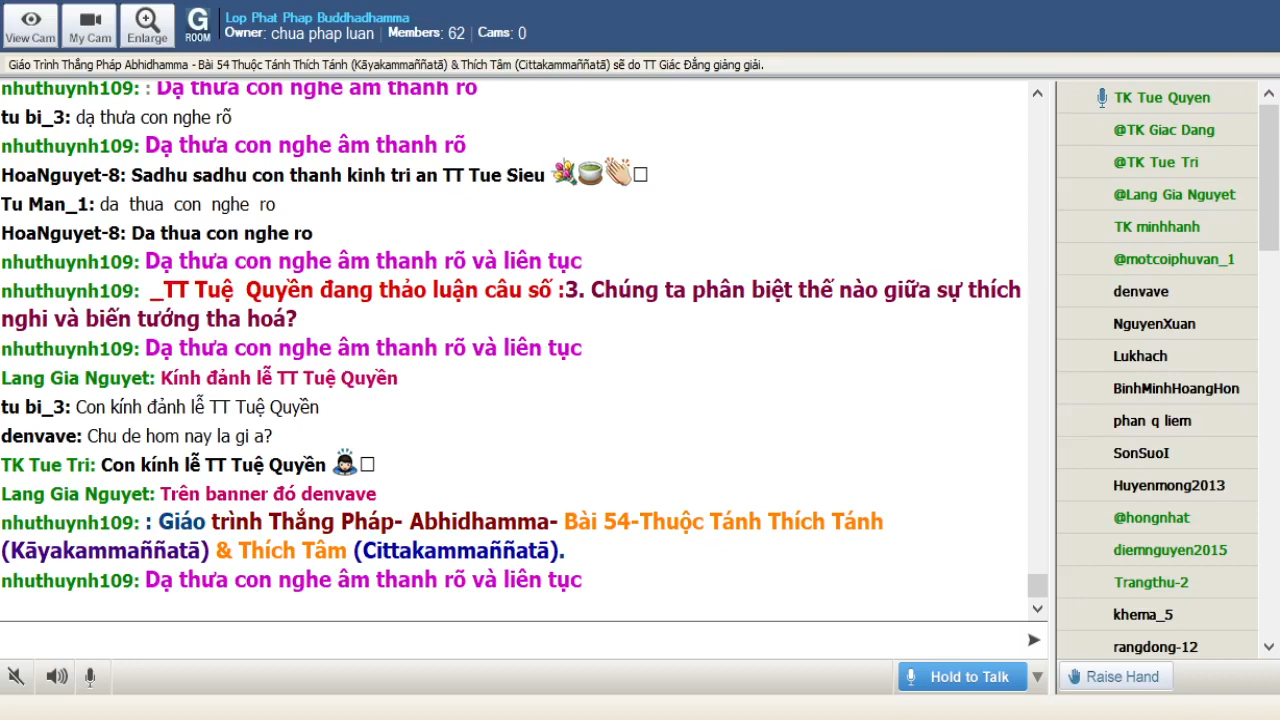 View Cam
My Cam
Enlarge
G
ROOM
Lop Phat Phap Buddhadhamma
Owner: chua phap luan Members: 62 Cams: 0
Giáo Trình Thắng Pháp Abhidhamma - Bài 54 Thuộc Tánh Thích Tánh (Kāyakammaññatā) & Thích Tâm (Cittakammaññatā) sẽ do TT Giác Đẳng giảng giải.
nhuthuynh109: : Dạ thưa con nghe âm thanh rõ
tu bi_3: dạ thưa con nghe rõ
nhuthuynh109: Dạ thưa con nghe âm thanh rõ
HoaNguyet-8: Sadhu sadhu con thanh kinh tri an TT Tue Sieu 💐🍵👏□
Tu Man_1: da thua con nghe ro
HoaNguyet-8: Da thua con nghe ro
nhuthuynh109: Dạ thưa con nghe âm thanh rõ và liên tục
nhuthuynh109: _TT Tuệ Quyền đang thảo luận câu số :3. Chúng ta phân biệt thế nào giữa sự thích
nghi và biến tướng tha hoá?
nhuthuynh109: Dạ thưa con nghe âm thanh rõ và liên tục
Lang Gia Nguyet: Kính đảnh lễ TT Tuệ Quyền
tu bi_3: Con kính đảnh lễ TT Tuệ Quyền
denvave: Chu de hom nay la gi a?
TK Tue Tri: Con kính lễ TT Tuệ Quyền 🙇□
Lang Gia Nguyet: Trên banner đó denvave
nhuthuynh109: : Giáo trình Thắng Pháp- Abhidhamma- Bài 54-Thuộc Tánh Thích Tánh
(Kāyakammaññatā) & Thích Tâm (Cittakammaññatā).
nhuthuynh109: Dạ thưa con nghe âm thanh rõ và liên tục
Hold to Talk
TK Tue Quyen
@TK Giac Dang
@TK Tue Tri
@Lang Gia Nguyet
TK minhhanh
@motcoiphuvan_1
denvave
NguyenXuan
Lukhach
BinhMinhHoangHon
phan q liem
SonSuoI
Huyenmong2013
@hongnhat
diemnguyen2015
Trangthu-2
khema_5
rangdong-12
Raise Hand